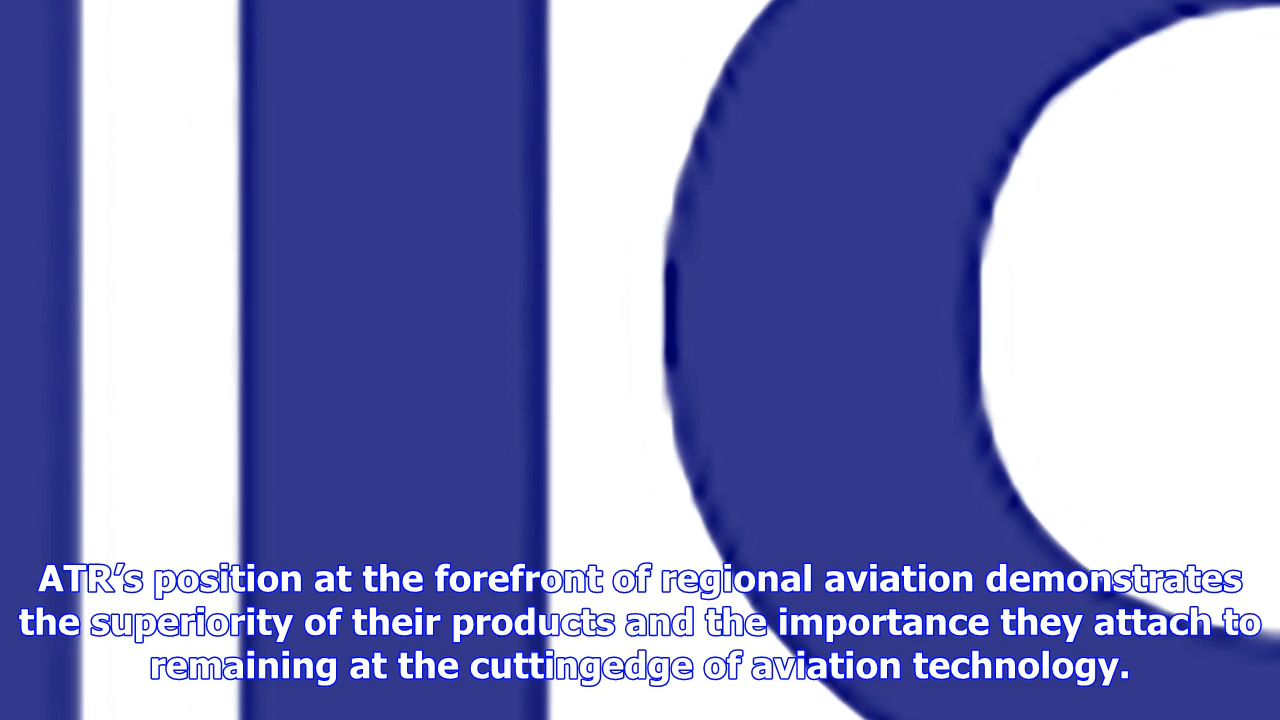 ATR’s position at the forefront of regional aviation demonstrates
the superiority of their products and the importance they attach to
remaining at the cuttingedge of aviation technology.